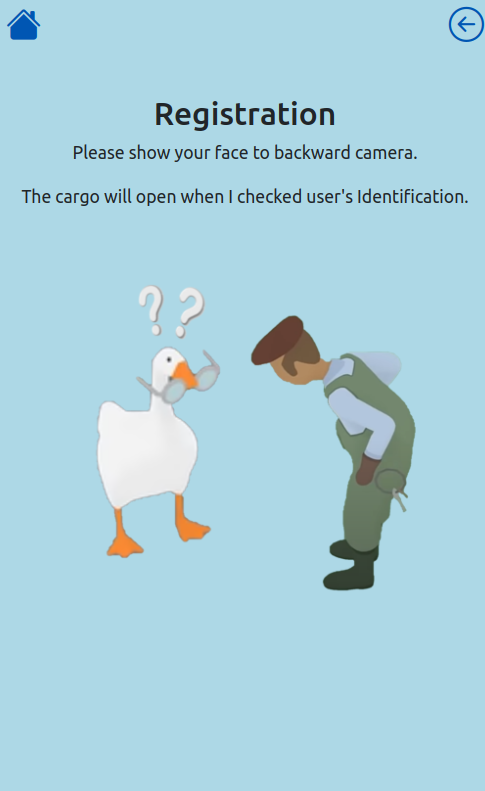 Registration
Please show your face to backward camera.
The cargo will open when I checked user's Identification.
??